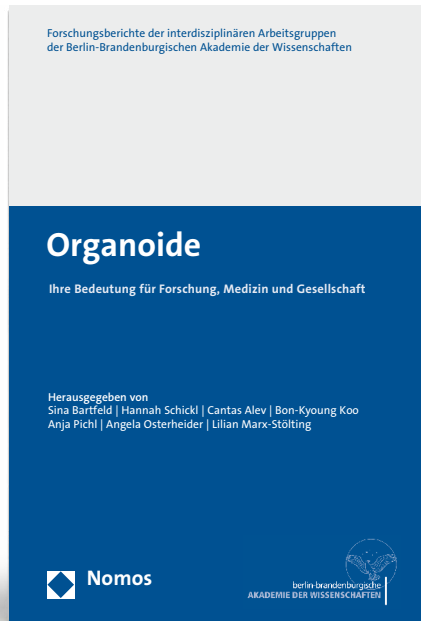 Forschungsberichte der interdisziplinären Arbeitsgruppen
der Berlin-Brandenburgischen Akademie der Wissenschaften
Organoide
Ihre Bedeutung für Forschung, Medizin und Gesellschaft
Herausgegeben von
Sina Bartfeld | Hannah Schickl | Cantas Alev | Bon-Kyoung Koo
Anja Pichl | Angela Osterheider | Lilian Marx-Stölting
Nomos
berlin-brandenburgische
AKADEMIE DER WISSENSCHAFTEN